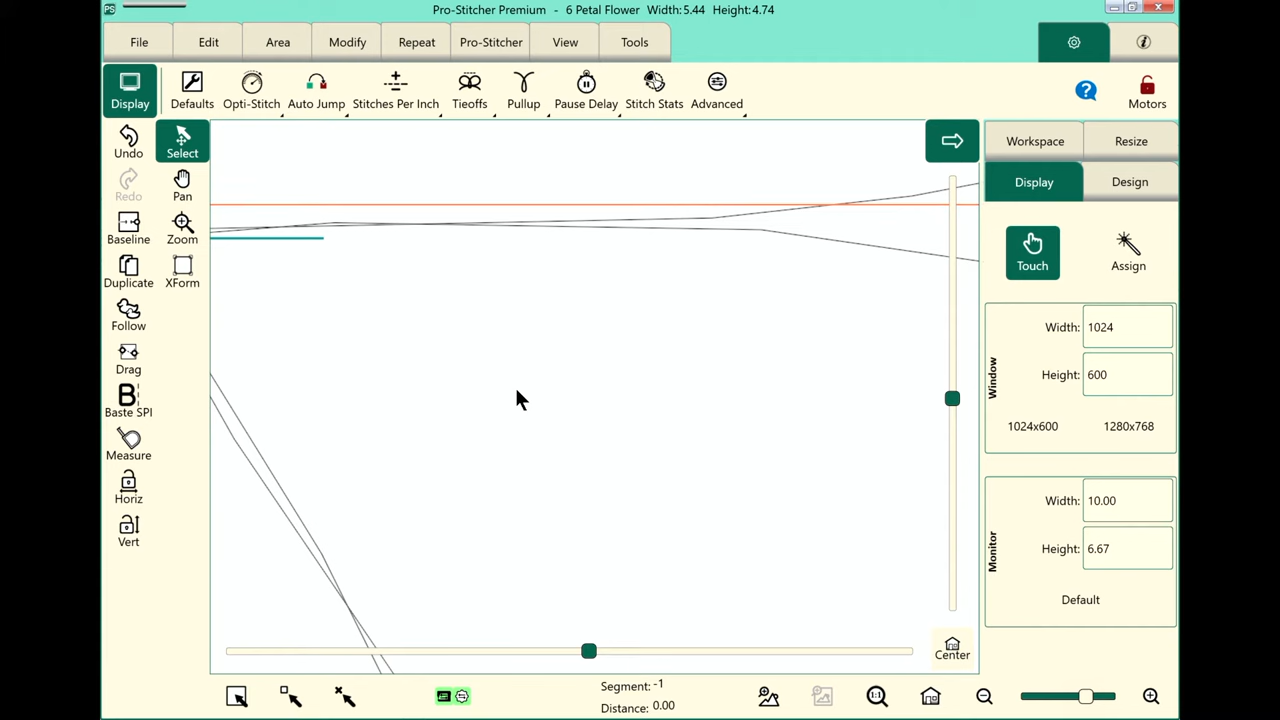 PS
Pro-Stitcher Premium - 6 Petal Flower Width:5.44 Height:4.74
File Edit Area Modify Repeat Pro-Stitcher View Tools
Display Defaults Opti-Stitch Auto Jump Stitches Per Inch Tieoffs Pullup Pause Delay Stitch Stats Advanced Motors
Undo Select
Redo Pan
Baseline Zoom
Duplicate XForm
Follow
Drag
B
Baste SPI
Measure
Horiz
Vert
Workspace Resize
Display Design
Touch Assign
Window
Width: 1024
Height: 600
1024x600 1280x768
Monitor
Width: 10.00
Height: 6.67
Default
Center
Segment: -1
Distance: 0.00
1:1